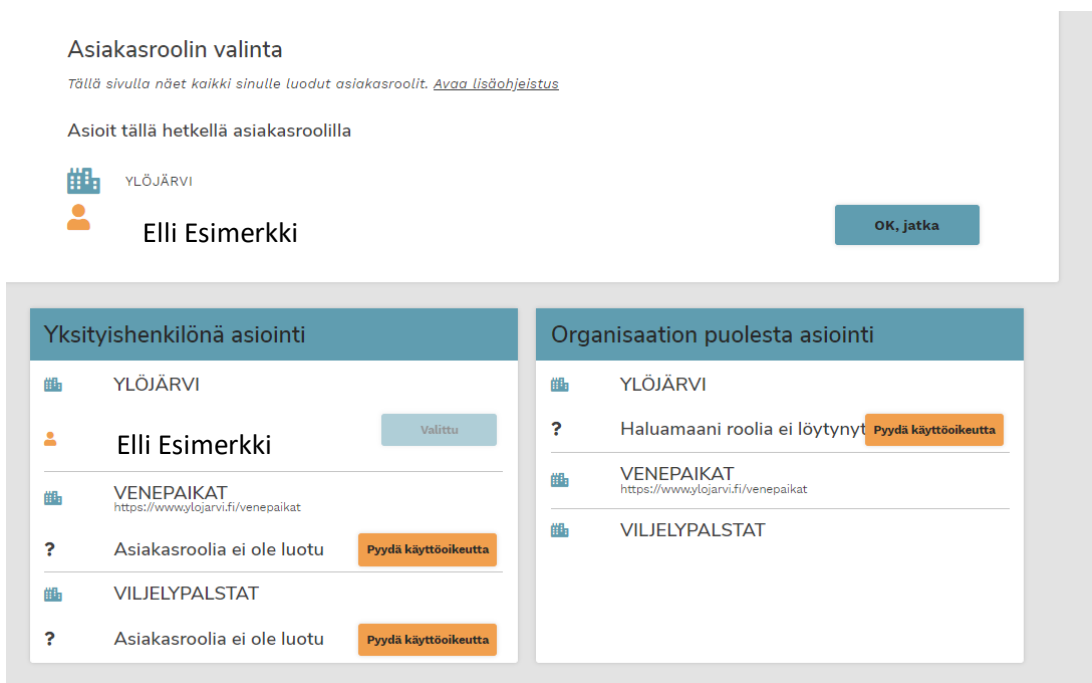 Asiakasroolin valinta
Tällä sivulla näet kaikki sinulle luodut asiakasroolit. Avaa lisäohjeistus
Asioit tällä hetkellä asiakasroolilla
YLÖJÄRVI
Elli Esimerkki
OK, jatka
Yksityishenkilönä asiointi
YLÖJÄRVI
Elli Esimerkki
Valittu
VENEPAIKAT
https://www.ylojarvi.fi/venepaikat
? Asiakasroolia ei ole luotu Pyydä käyttöoikeutta
VILJELYPALSTAT
? Asiakasroolia ei ole luotu Pyydä käyttöoikeutta
Organisaation puolesta asiointi
YLÖJÄRVI
? Haluamaani roolia ei löytynyt Pyydä käyttöoikeutta
VENEPAIKAT
https://www.ylojarvi.fi/venepaikat
VILJELYPALSTAT